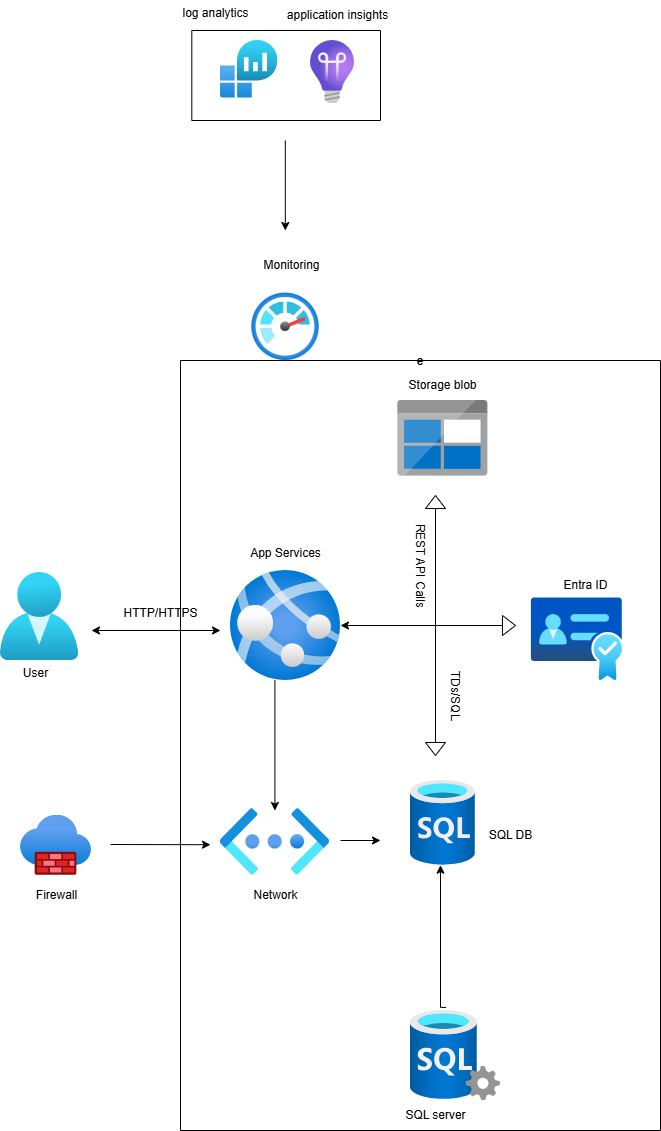 log analytics
application insights
Monitoring
e
Storage blob
REST API Calls
App Services
Entra ID
HTTP/HTTPS
User
TDs/SQL
SQL
SQL DB
Firewall
Network
SQL
SQL server